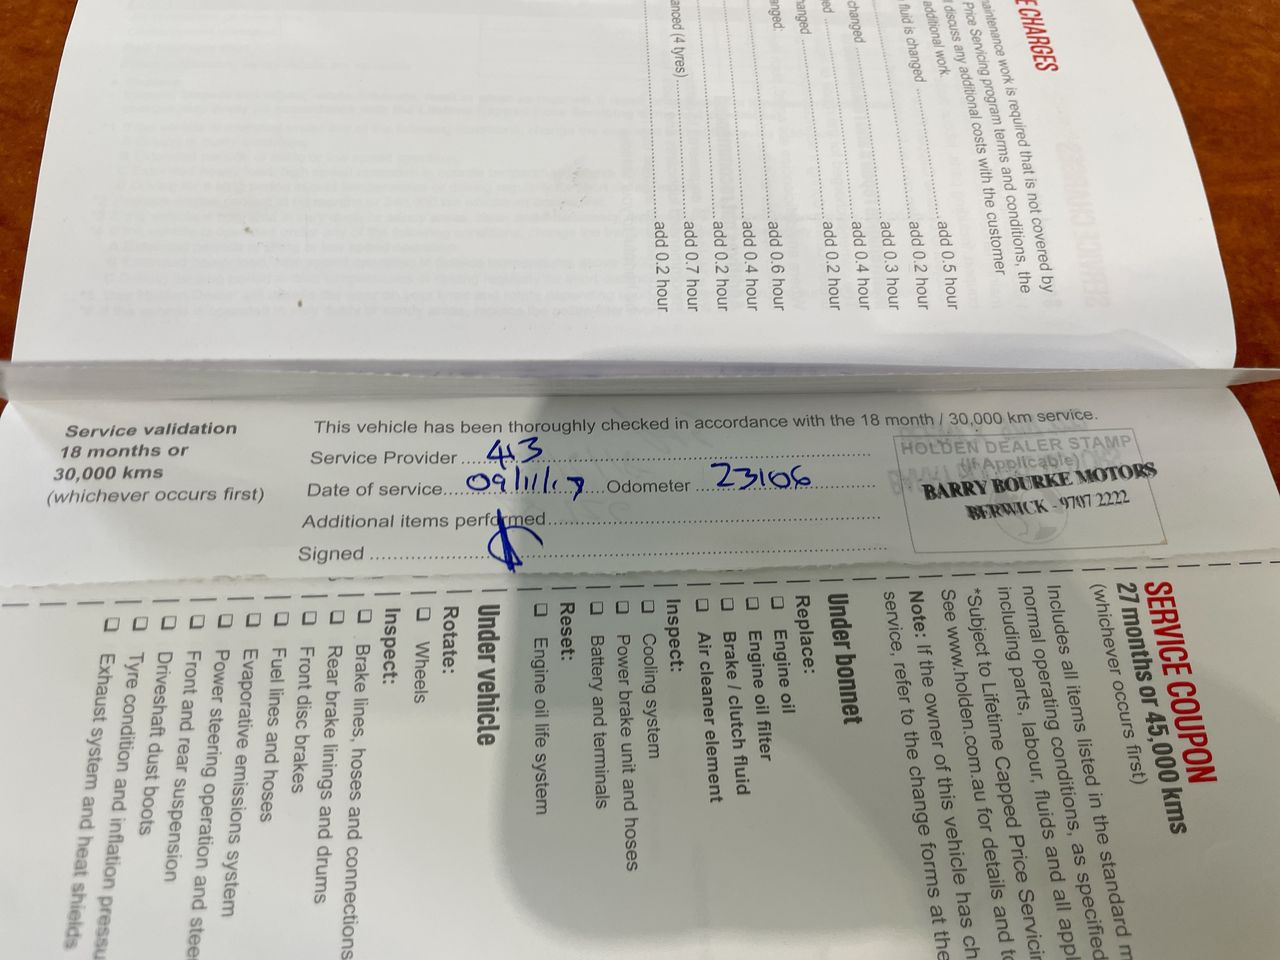 E CHARGES
maintenance work is required that is not covered by
Price Servicing program terms and conditions, the
discuss any additional costs with the customer
additional work.
add 0.5 hour
fluid is changed add 0.2 hour
add 0.3 hour
changed add 0.4 hour
add 0.2 hour
changed
anged: add 0.6 hour
add 0.4 hour
add 0.2 hour
anced (4 tyres) add 0.7 hour
add 0.2 hour
Service validation
18 months or
30,000 kms
(whichever occurs first)
This vehicle has been thoroughly checked in accordance with the 18 month / 30,000 km service.
Service Provider 43
Date of service 09/11/17 Odometer 23106
Additional items performed
Signed
HOLDEN DEALER STAMP
(If Applicable)
BARRY BOURKE MOTORS
BERWICK - 9707 2222
SERVICE COUPON
27 months or 45,000 kms
(whichever occurs first)
Includes all items listed in the standard m
normal operating conditions, as specified
including parts, labour, fluids and all appl
*Subject to Lifetime Capped Price Servicin
See www.holden.com.au for details and to
Note: If the owner of this vehicle has ch
service, refer to the change forms at the
Under bonnet
Replace:
Engine oil
Engine oil filter
Brake / clutch fluid
Air cleaner element
Inspect:
Cooling system
Power brake unit and hoses
Battery and terminals
Reset:
Engine oil life system
Under vehicle
Rotate:
Wheels
Inspect:
Brake lines, hoses and connections
Rear brake linings and drums
Front disc brakes
Fuel lines and hoses
Evaporative emissions system
Power steering operation and stee
Front and rear suspension
Driveshaft dust boots
Tyre condition and inflation pressu
Exhaust system and heat shields